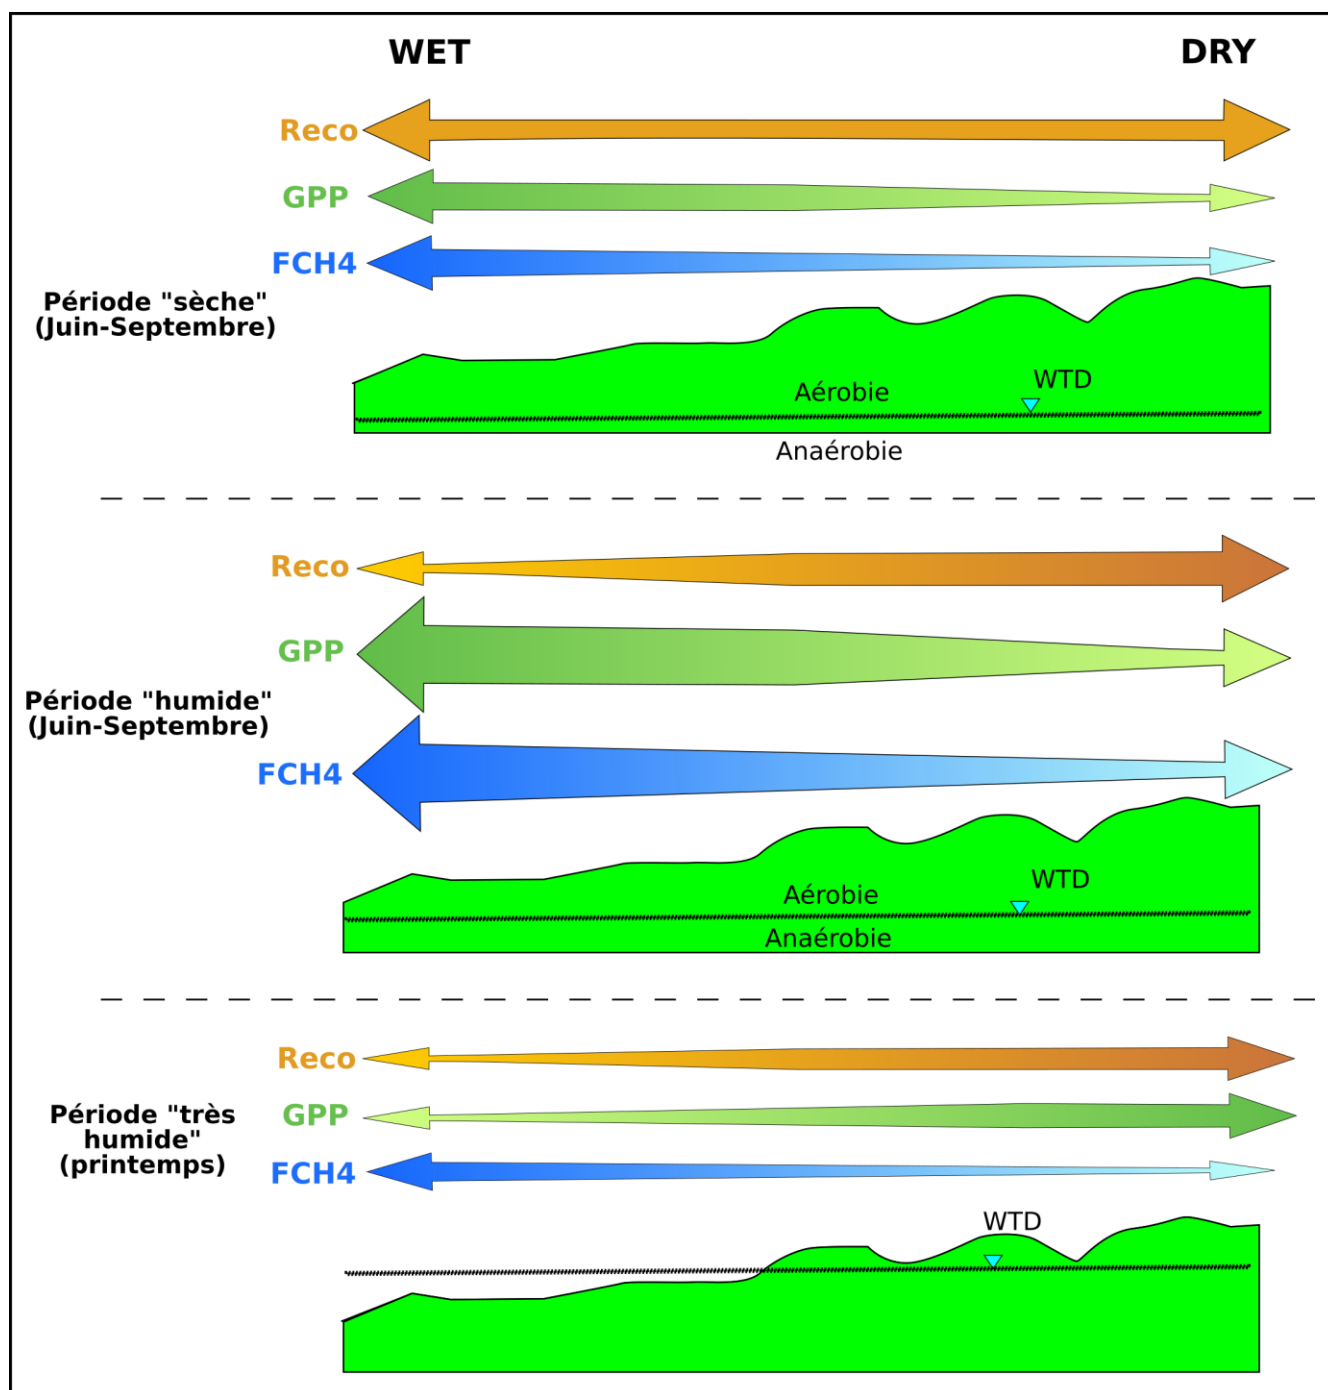 WET
DRY
Reco
GPP
FCH4
Période "sèche"
(Juin-Septembre)
WTD
Aérobie
Anaérobie
Reco
GPP
Période "humide"
(Juin-Septembre)
FCH4
WTD
Aérobie
Anaérobie
Reco
GPP
Période "très
humide"
(printemps)
FCH4
WTD